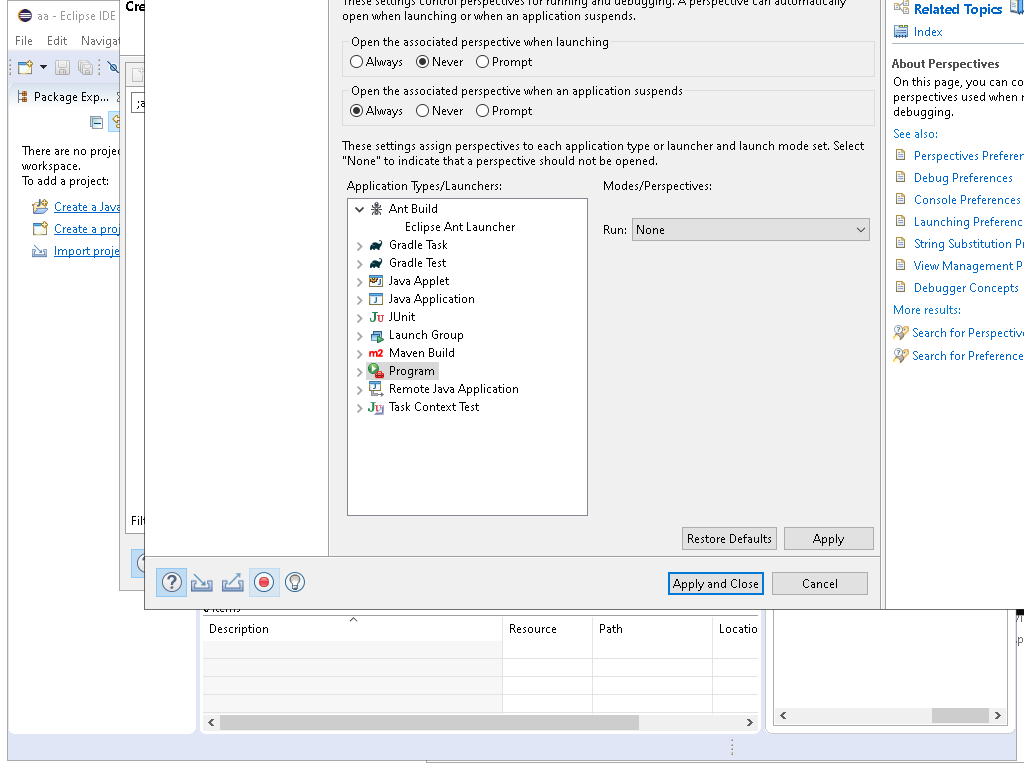 aa - Eclipse IDE
Cre
File Edit Navigat
Package Exp...
There are no proje
workspace.
To add a project:
Create a Java
Create a proj
Import proje
;a
Filt
These settings control perspectives for running and debugging. A perspective can automatically
open when launching or when an application suspends.
Open the associated perspective when launching
Always Never Prompt
Open the associated perspective when an application suspends
Always Never Prompt
These settings assign perspectives to each application type or launcher and launch mode set. Select
"None" to indicate that a perspective should not be opened.
Application Types/Launchers:
Modes/Perspectives:
Ant Build
Eclipse Ant Launcher
Gradle Task
Gradle Test
Java Applet
Java Application
JUnit
Launch Group
Maven Build
Program
Remote Java Application
Task Context Test
Run: None
Restore Defaults Apply
Apply and Close Cancel
Related Topics
Index
About Perspectives
On this page, you can co
perspectives used when r
debugging.
See also:
Perspectives Preferen
Debug Preferences
Console Preferences
Launching Preferenc
String Substitution Pr
View Management P
Debugger Concepts
More results:
Search for Perspective
Search for Preference
items
Description Resource Path Locatio